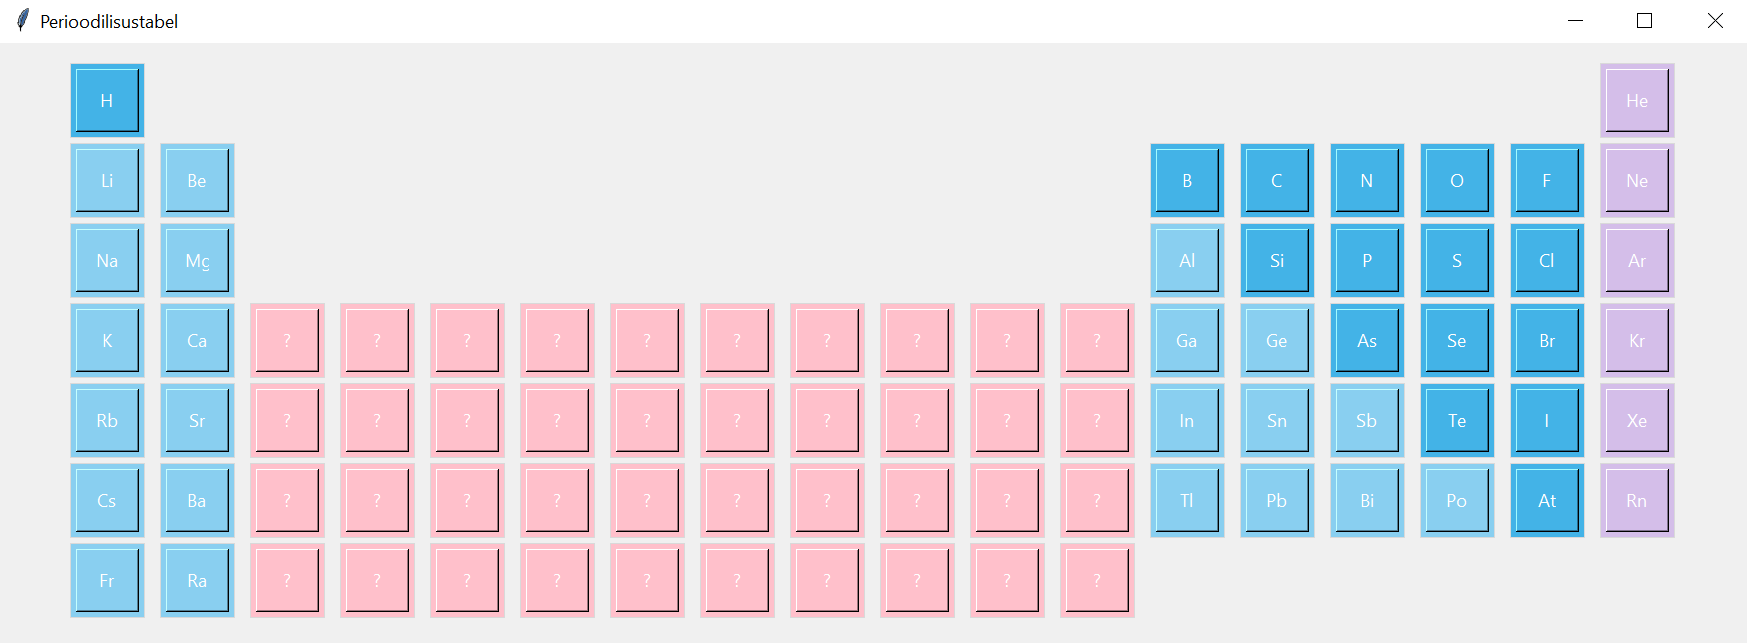 Perioodilisustabel
H He
Li Be B C N O F Ne
Na Mg Al Si P S Cl Ar
K Ca ? ? ? ? ? ? ? ? ? ? Ga Ge As Se Br Kr
Rb Sr ? ? ? ? ? ? ? ? ? ? In Sn Sb Te I Xe
Cs Ba ? ? ? ? ? ? ? ? ? ? Tl Pb Bi Po At Rn
Fr Ra ? ? ? ? ? ? ? ? ? ?